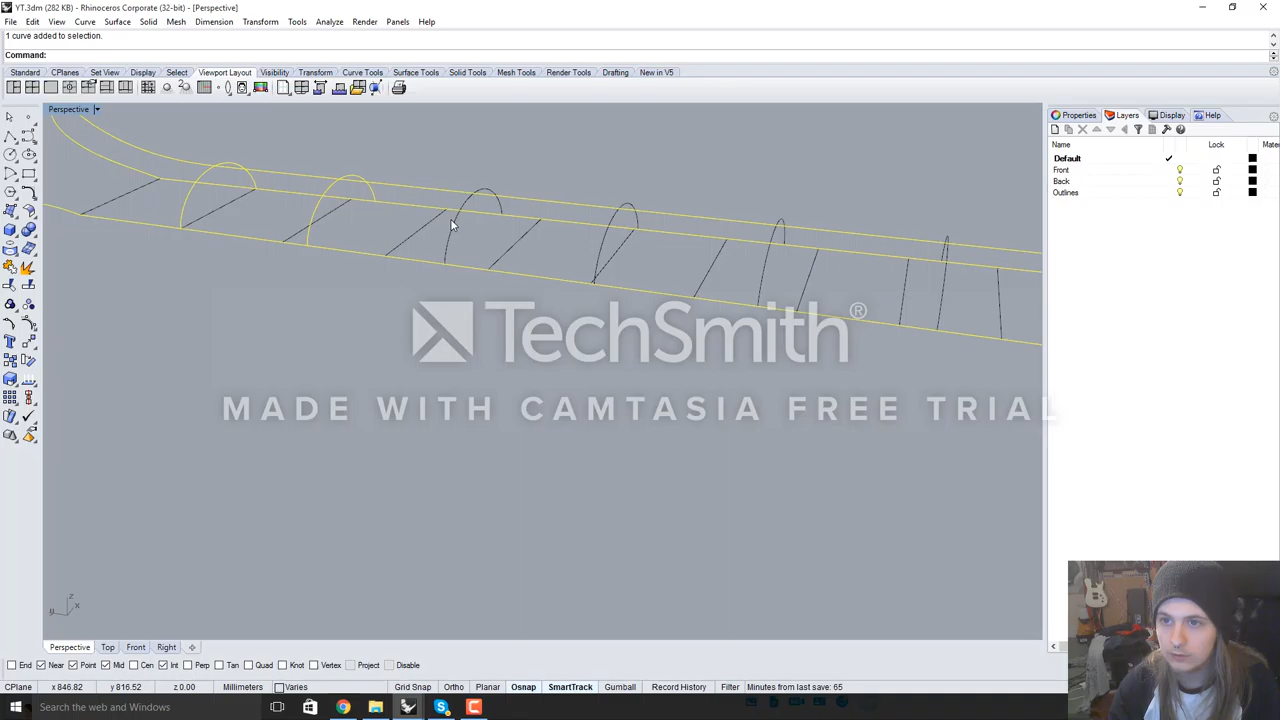 YT.3dm (282 KB) - Rhinoceros Corporate (32-bit) - [Perspective]
File Edit View Curve Surface Solid Mesh Dimension Transform Tools Analyze Render Panels Help
1 curve added to selection.
Command:
Standard CPlanes Set View Display Select Viewport Layout Visibility Transform Curve Tools Surface Tools Solid Tools Mesh Tools Render Tools Drafting New in V5
Perspective
Properties Layers Display Help
Name Lock Mate
Default
Front
Back
Outlines
TechSmith®
MADE WITH CAMTASIA FREE TRIAL
z
y x
Perspective Top Front Right
End Near Point Mid Cen Int Perp Tan Quad Knot Vertex Project Disable
CPlane x 846.82 y 816.52 z 0.00 Millimeters Varies Grid Snap Ortho Planar Osnap SmartTrack Gumball Record History Filter Minutes from last save: 65
Search the web and Windows